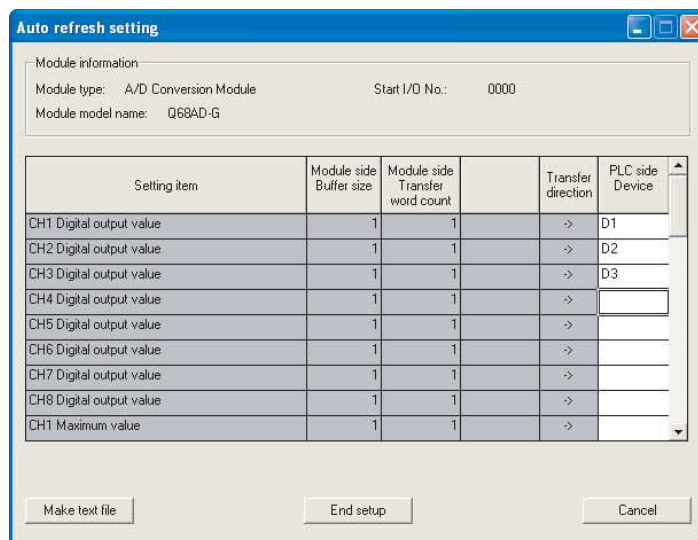 Auto refresh setting
Module information
Module type: A/D Conversion Module Start I/O No.: 0000
Module model name: Q68AD-G
Setting item Module side Buffer size Module side Transfer word count Transfer direction PLC side Device
CH1 Digital output value 1 1 -> D1
CH2 Digital output value 1 1 -> D2
CH3 Digital output value 1 1 -> D3
CH4 Digital output value 1 1 ->
CH5 Digital output value 1 1 ->
CH6 Digital output value 1 1 ->
CH7 Digital output value 1 1 ->
CH8 Digital output value 1 1 ->
CH1 Maximum value 1 1 ->
Make text file End setup Cancel